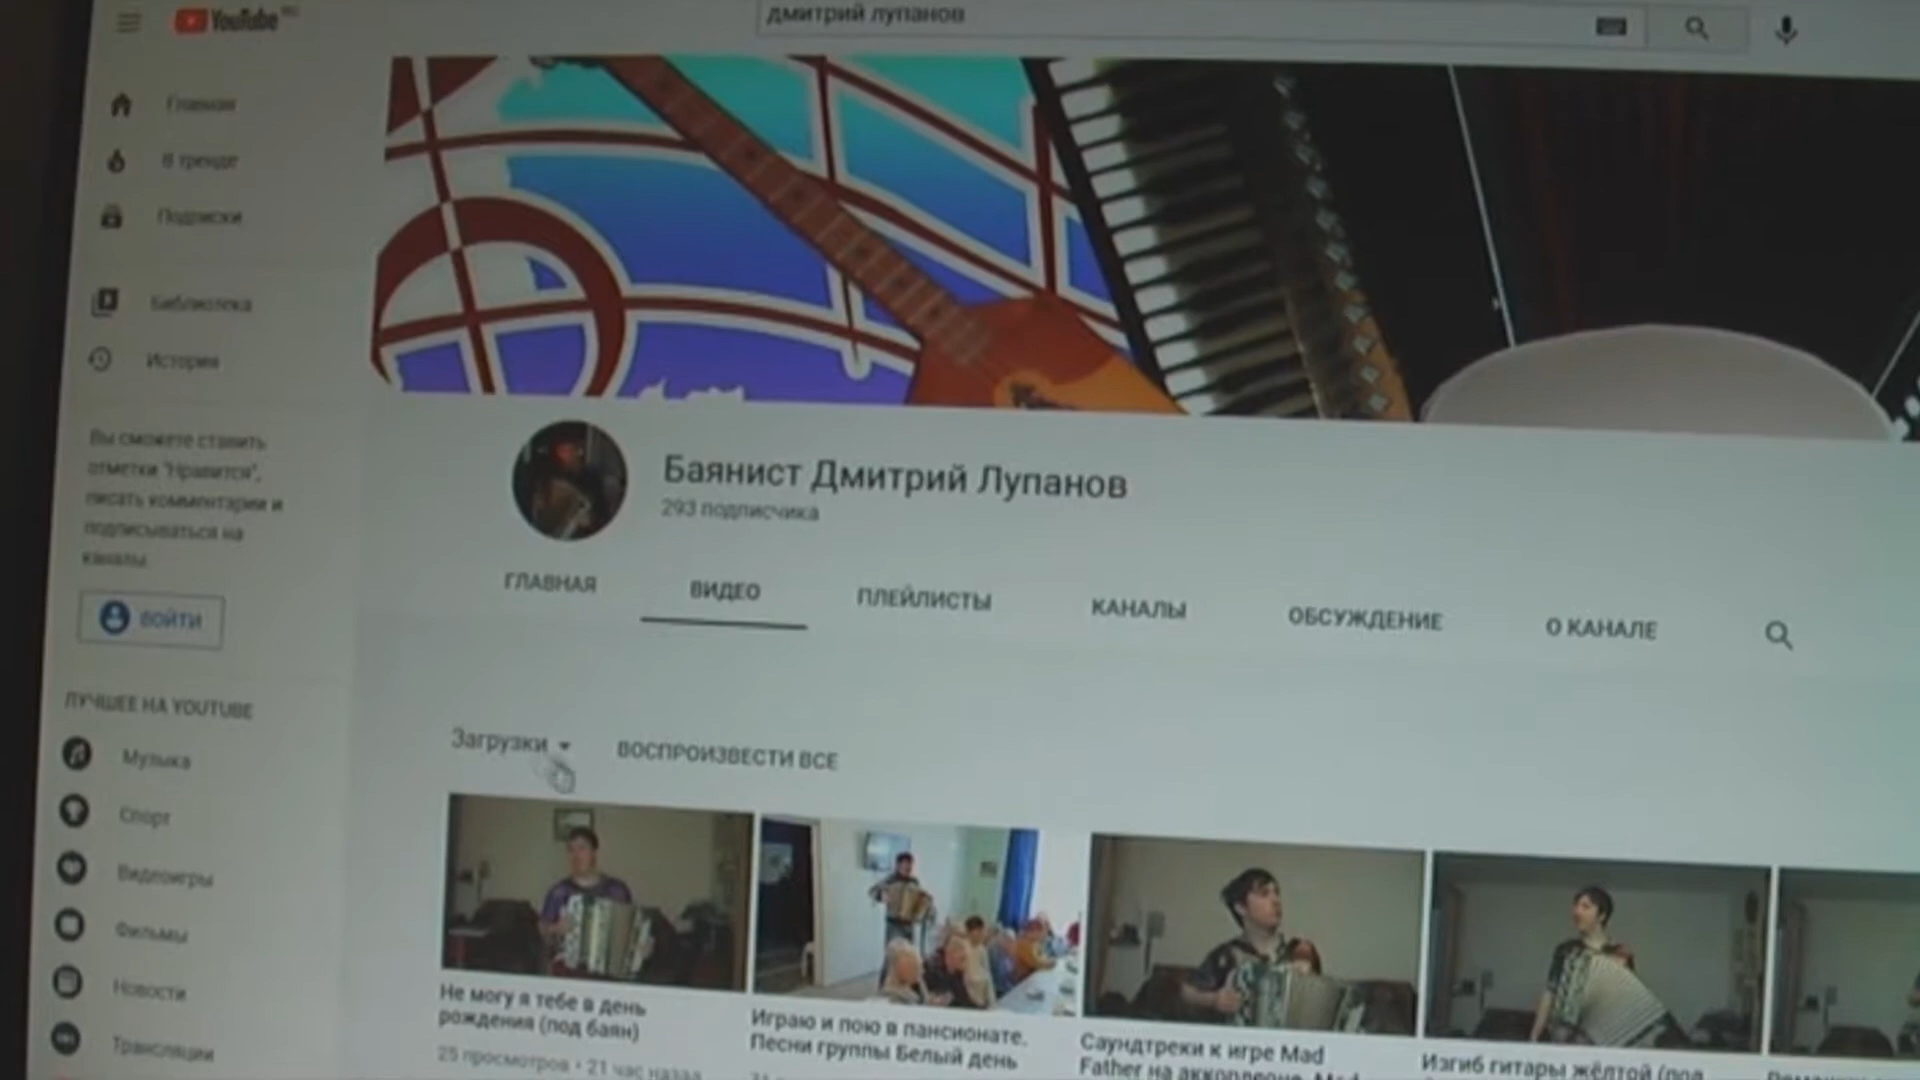 YouTube
дмитрий лупанов
Главная
В тренде
Подписки
Библиотека
История
Вы сможете ставить
отметки "Нравится",
писать комментарии и
подписываться на
каналы.
ВОЙТИ
ЛУЧШЕЕ НА YOUTUBE
Музыка
Спорт
Видеоигры
Фильмы
Новости
Трансляции
Баянист Дмитрий Лупанов
293 подписчика
ГЛАВНАЯ
ВИДЕО
ПЛЕЙЛИСТЫ
КАНАЛЫ
ОБСУЖДЕНИЕ
О КАНАЛЕ
Загрузки
ВОСПРОИЗВЕСТИ ВСЕ
Не могу я тебе в день
рождения (под баян)
25 просмотров • 21 час назад
Играю и пою в пансионате.
Песни группы Белый день
Саундтреки к игре Mad
Father на аккордеоне. Mad
Изгиб гитары жёлтой (под